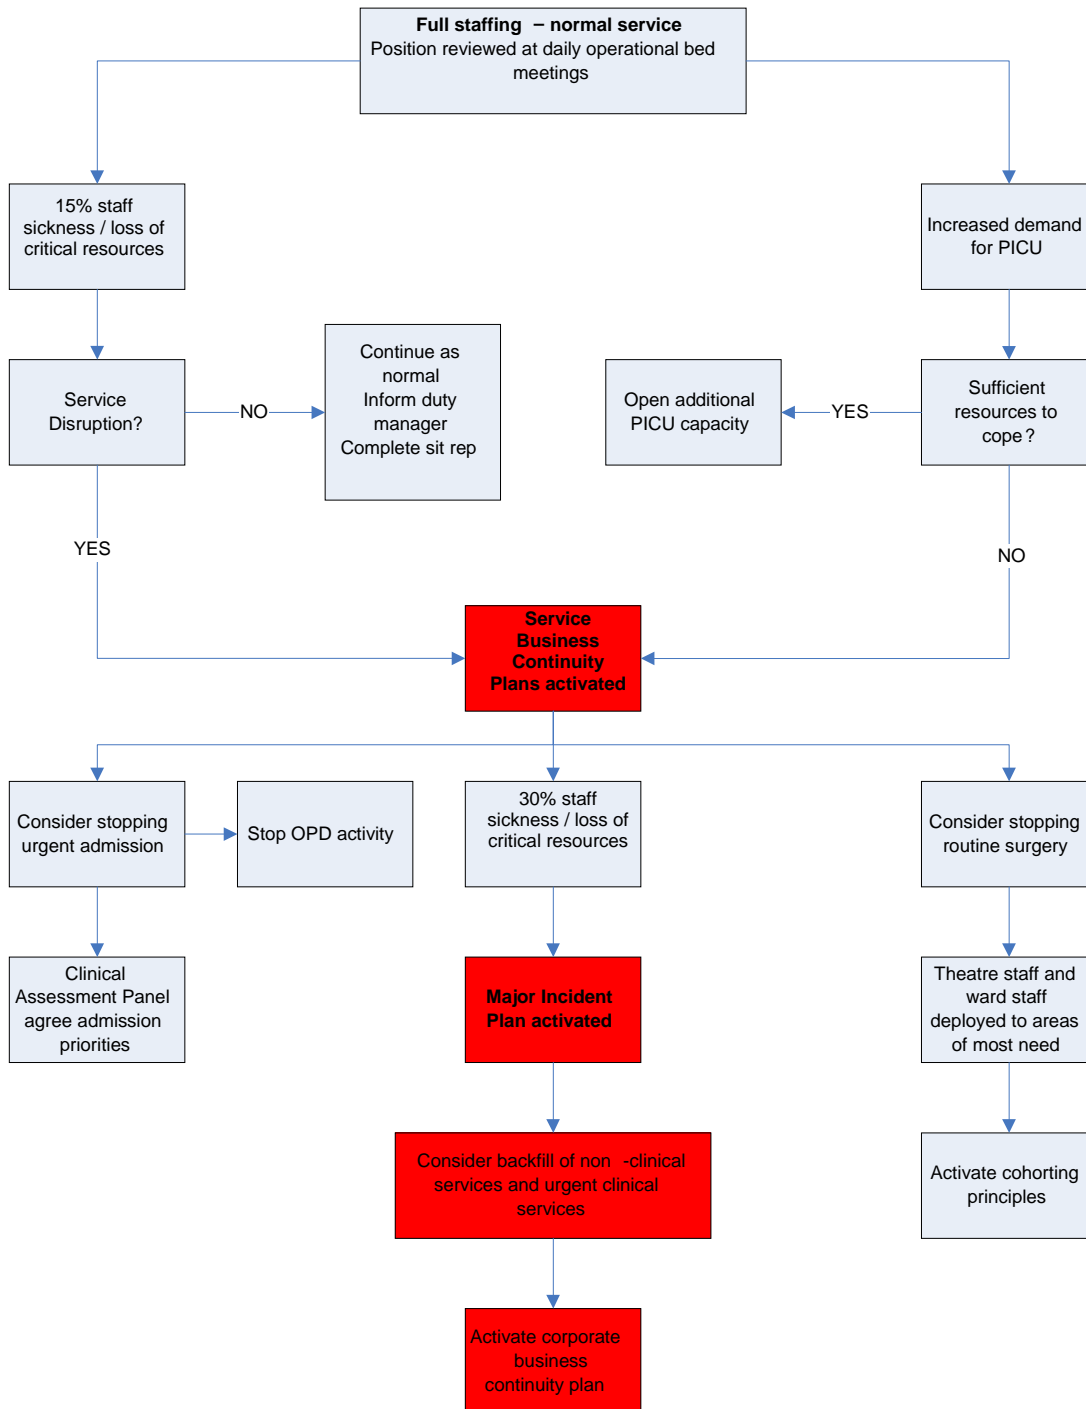 Full staffing – normal service
Position reviewed at daily operational bed
meetings
15% staff
sickness / loss of
critical resources
Increased demand
for PICU
Service
Disruption?
NO
Continue as
normal
Inform duty
manager
Complete sit rep
Open additional
PICU capacity
YES
Sufficient
resources to
cope ?
YES
NO
Service
Business
Continuity
Plans activated
Consider stopping
urgent admission
Stop OPD activity
30% staff
sickness / loss of
critical resources
Consider stopping
routine surgery
Clinical
Assessment Panel
agree admission
priorities
Major Incident
Plan activated
Theatre staff and
ward staff
deployed to areas
of most need
Consider backfill of non -clinical
services and urgent clinical
services
Activate cohorting
principles
Activate corporate
business
continuity plan